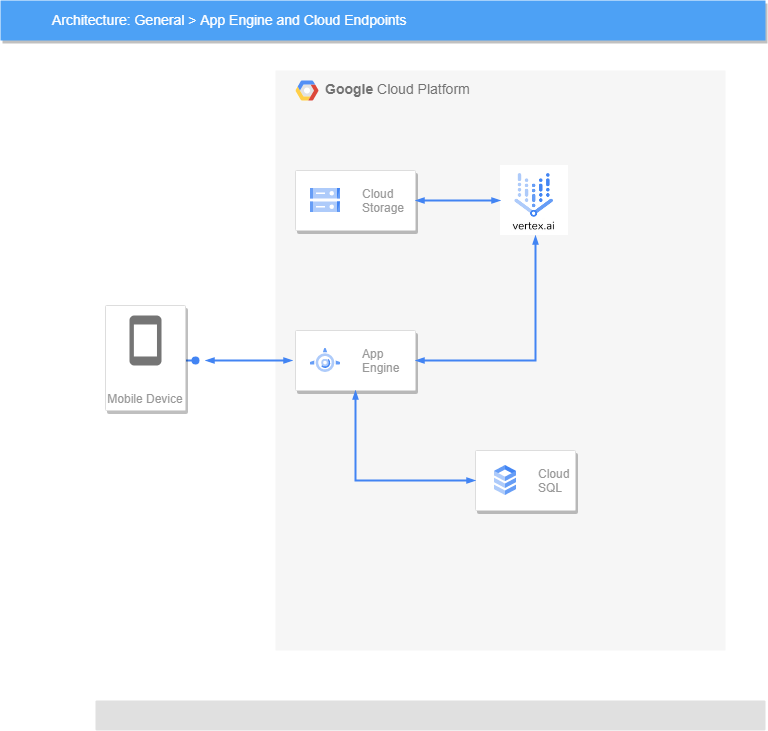 Architecture: General > App Engine and Cloud Endpoints
Google Cloud Platform
Cloud
Storage
vertex.ai
App
Engine
Mobile Device
Cloud
SQL